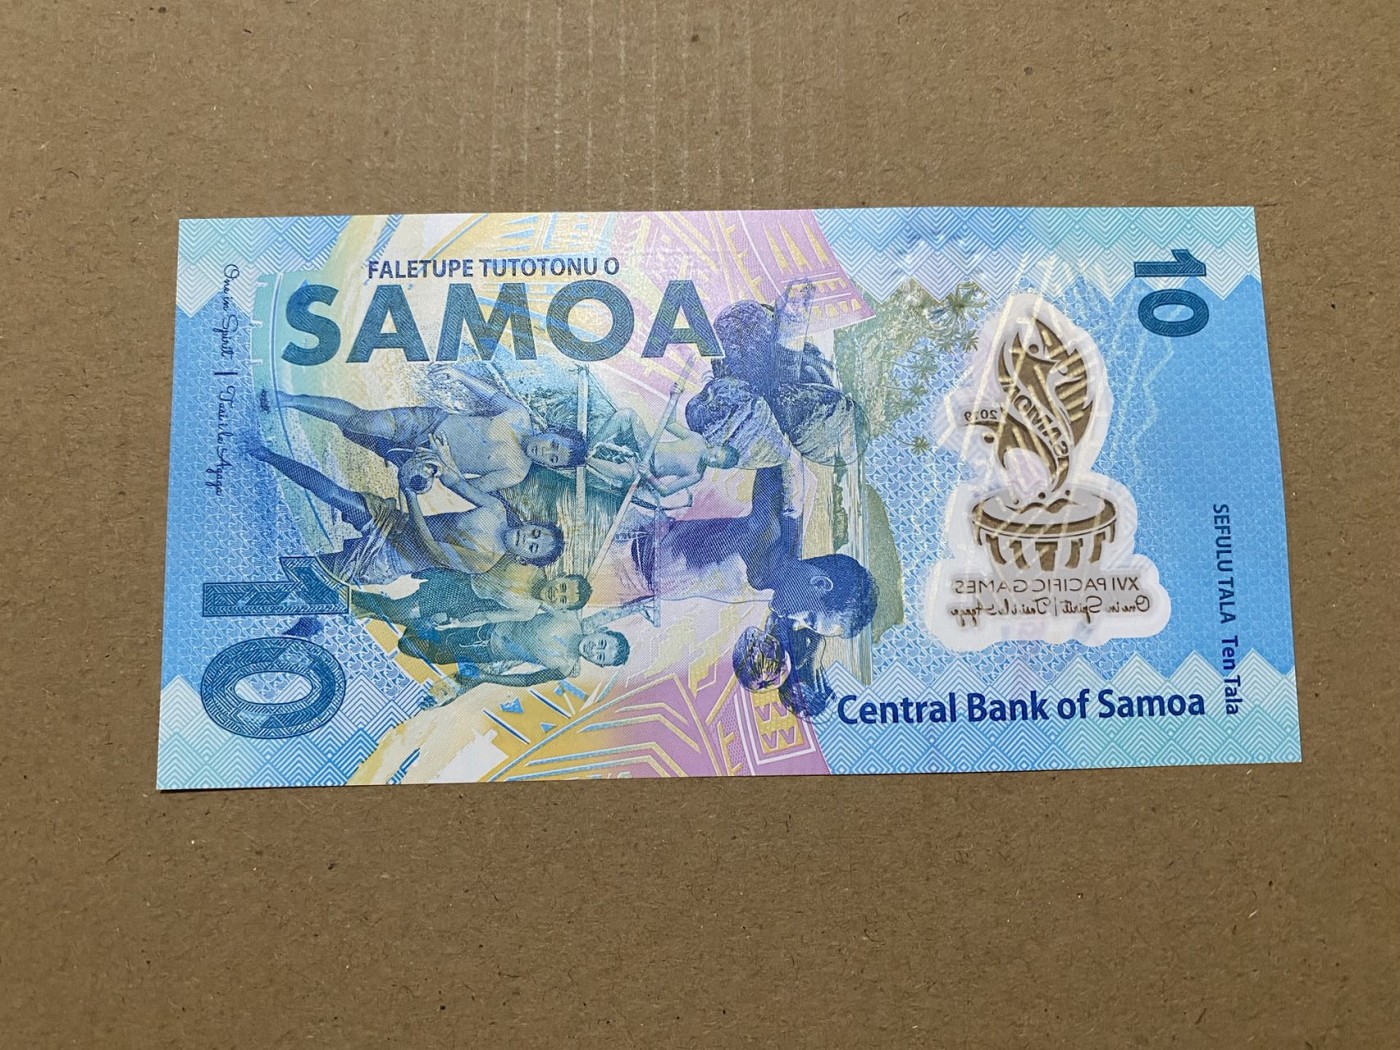 FALETUPE TUTOTONU O
SAMOA
10
One in Spirit | Tasi le Agaga
10
SAMOA
2019
XVI PACIFIC GAMES
One in Spirit | Tasi le Agaga
SEFULU TALA Ten Tala
Central Bank of Samoa